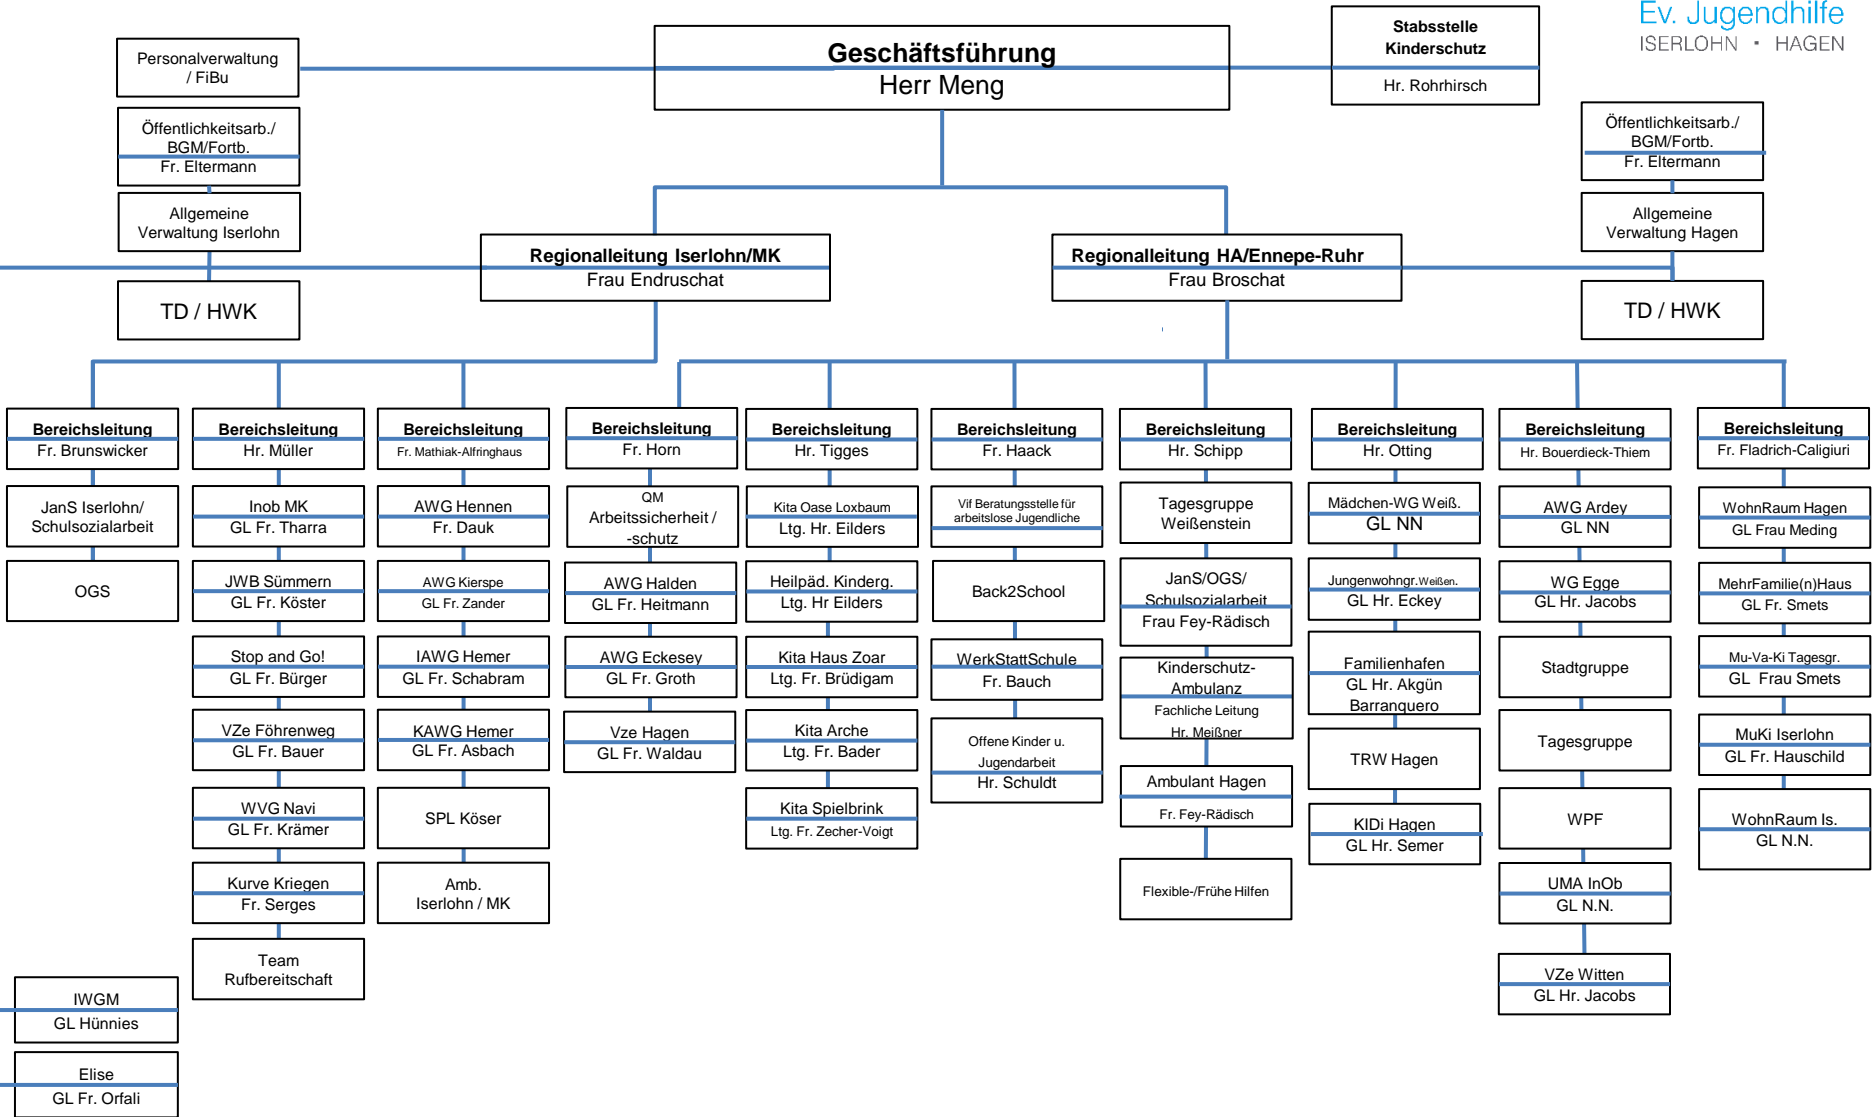 Ev. Jugendhilfe
ISERLOHN • HAGEN
Geschäftsführung
Herr Meng
Stabsstelle
Kinderschutz
Hr. Rohrhirsch
Personalverwaltung
/ FiBu
Öffentlichkeitsarb./
BGM/Fortb.
Fr. Eltermann
Allgemeine
Verwaltung Iserlohn
TD / HWK
Öffentlichkeitsarb./
BGM/Fortb.
Fr. Eltermann
Allgemeine
Verwaltung Hagen
TD / HWK
Regionalleitung Iserlohn/MK
Frau Endruschat
Regionalleitung HA/Ennepe-Ruhr
Frau Broschat
Bereichsleitung
Fr. Brunswicker
JanS Iserlohn/
Schulsozialarbeit
OGS
Bereichsleitung
Hr. Müller
Inob MK
GL Fr. Tharra
JWB Sümmern
GL Fr. Köster
Stop and Go!
GL Fr. Bürger
VZe Föhrenweg
GL Fr. Bauer
WVG Navi
GL Fr. Krämer
Kurve Kriegen
Fr. Serges
Team
Rufbereitschaft
Bereichsleitung
Fr. Mathiak-Alfringhaus
AWG Hennen
Fr. Dauk
AWG Kierspe
GL Fr. Zander
IAWG Hemer
GL Fr. Schabram
KAWG Hemer
GL Fr. Asbach
SPL Köser
Amb.
Iserlohn / MK
Bereichsleitung
Fr. Horn
QM
Arbeitssicherheit /
-schutz
AWG Halden
GL Fr. Heitmann
AWG Eckesey
GL Fr. Groth
Vze Hagen
GL Fr. Waldau
Bereichsleitung
Hr. Tigges
Kita Oase Loxbaum
Ltg. Hr. Eilders
Heilpäd. Kinderg.
Ltg. Hr Eilders
Kita Haus Zoar
Ltg. Fr. Brüdigam
Kita Arche
Ltg. Fr. Bader
Kita Spielbrink
Ltg. Fr. Zecher-Voigt
Bereichsleitung
Fr. Haack
Vif Beratungsstelle für
arbeitslose Jugendliche
Back2School
WerkStattSchule
Fr. Bauch
Offene Kinder u.
Jugendarbeit
Hr. Schuldt
Bereichsleitung
Hr. Schipp
Tagesgruppe
Weißenstein
JanS/OGS/
Schulsozialarbeit
Frau Fey-Rädisch
Kinderschutz-
Ambulanz
Fachliche Leitung
Hr. Meißner
Ambulant Hagen
Fr. Fey-Rädisch
Flexible-/Frühe Hilfen
Bereichsleitung
Hr. Otting
Mädchen-WG Weiß.
GL NN
Jungenwohngr.Weißen.
GL Hr. Eckey
Familienhafen
GL Hr. Akgün
Barranquero
TRW Hagen
KIDi Hagen
GL Hr. Semer
Bereichsleitung
Hr. Bouerdieck-Thiem
AWG Ardey
GL NN
WG Egge
GL Hr. Jacobs
Stadtgruppe
Tagesgruppe
WPF
UMA InOb
GL N.N.
VZe Witten
GL Hr. Jacobs
Bereichsleitung
Fr. Fladrich-Caligiuri
WohnRaum Hagen
GL Frau Meding
MehrFamilie(n)Haus
GL Fr. Smets
Mu-Va-Ki Tagesgr.
GL Frau Smets
MuKi Iserlohn
GL Fr. Hauschild
WohnRaum Is.
GL N.N.
IWGM
GL Hünnies
Elise
GL Fr. Orfali